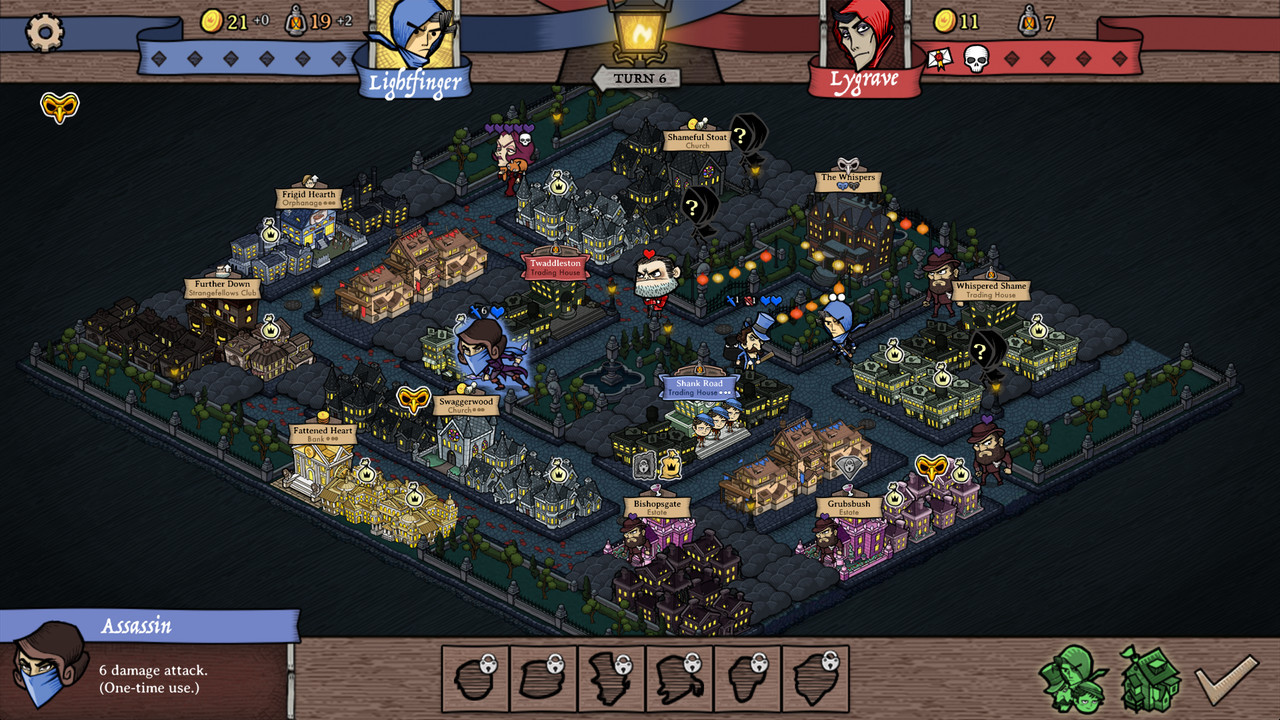 21 +0 19 +2
11 7
Lightfinger
TURN 6
Lygrave
Shameful Stoat
Church
?
The Whispers
Frigid Hearth
Orphanage
?
Twaddleston
Trading House
Further Down
Strangefellows Club
Whispered Shame
Trading House
6
?
Shank Road
Trading House
Swaggerwood
Church
Fattened Heart
Bank
Bishopsgate
Estate
Grubsbush
Estate
Assassin
6 damage attack.
(One-time use.)